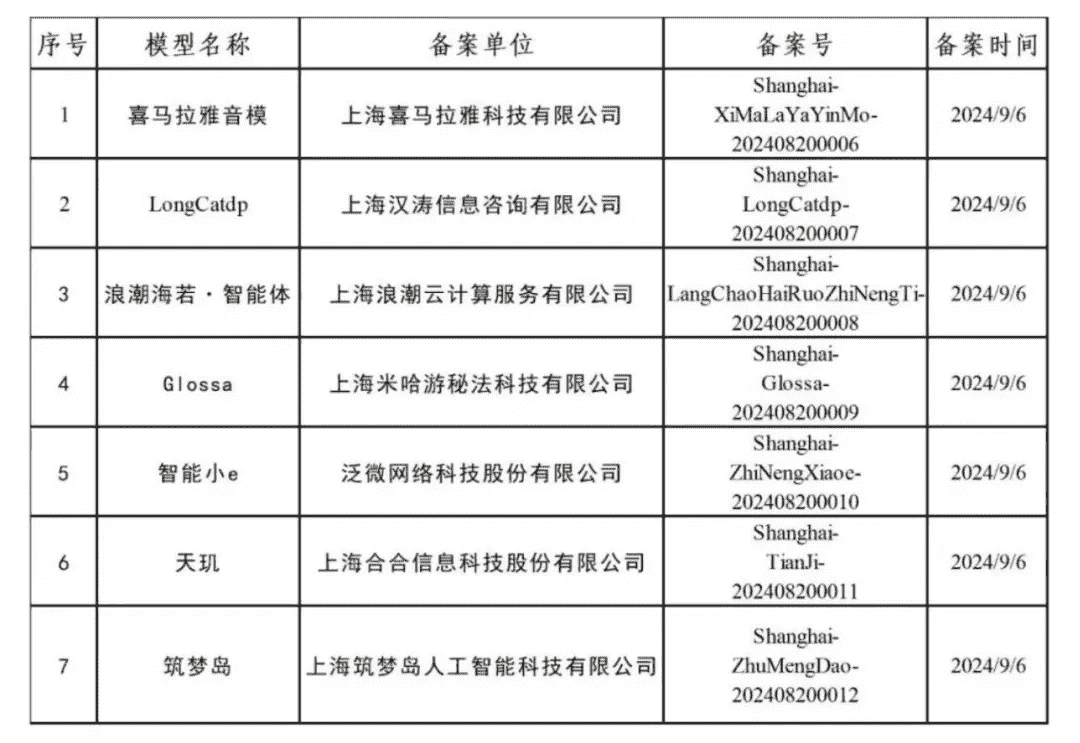 序号 模型名称 备案单位 备案号 备案时间
Shanghai-
1 喜马拉雅音模 上海喜马拉雅科技有限公司 XiMaLaYaYinMo- 2024/9/6
202408200006
Shanghai-
2 LongCatdp 上海汉涛信息咨询有限公司 LongCatdp- 2024/9/6
202408200007
Shanghai-
3 浪潮海若·智能体 上海浪潮云计算服务有限公司 LangChaoHaiRuoZhiNengTi- 2024/9/6
202408200008
Shanghai-
4 Glossa 上海米哈游秘法科技有限公司 Glossa- 2024/9/6
202408200009
Shanghai-
5 智能小e 泛微网络科技股份有限公司 ZhiNengXiaoe- 2024/9/6
202408200010
Shanghai-
6 天玑 上海合合信息科技股份有限公司 TianJi- 2024/9/6
202408200011
Shanghai-
7 筑梦岛 上海筑梦岛人工智能科技有限公司 ZhuMengDao- 2024/9/6
202408200012